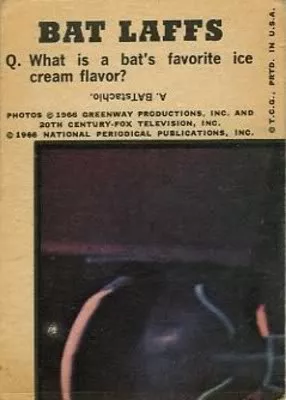 BAT LAFFS
Q. What is a bat's favorite ice
cream flavor?
A. BATstachio.
PHOTOS ©1966 GREENWAY PRODUCTIONS, INC. AND
20TH CENTURY-FOX TELEVISION, INC.
©1966 NATIONAL PERIODICAL PUBLICATIONS, INC.
©T.C.G., PRTD. IN U.S.A.